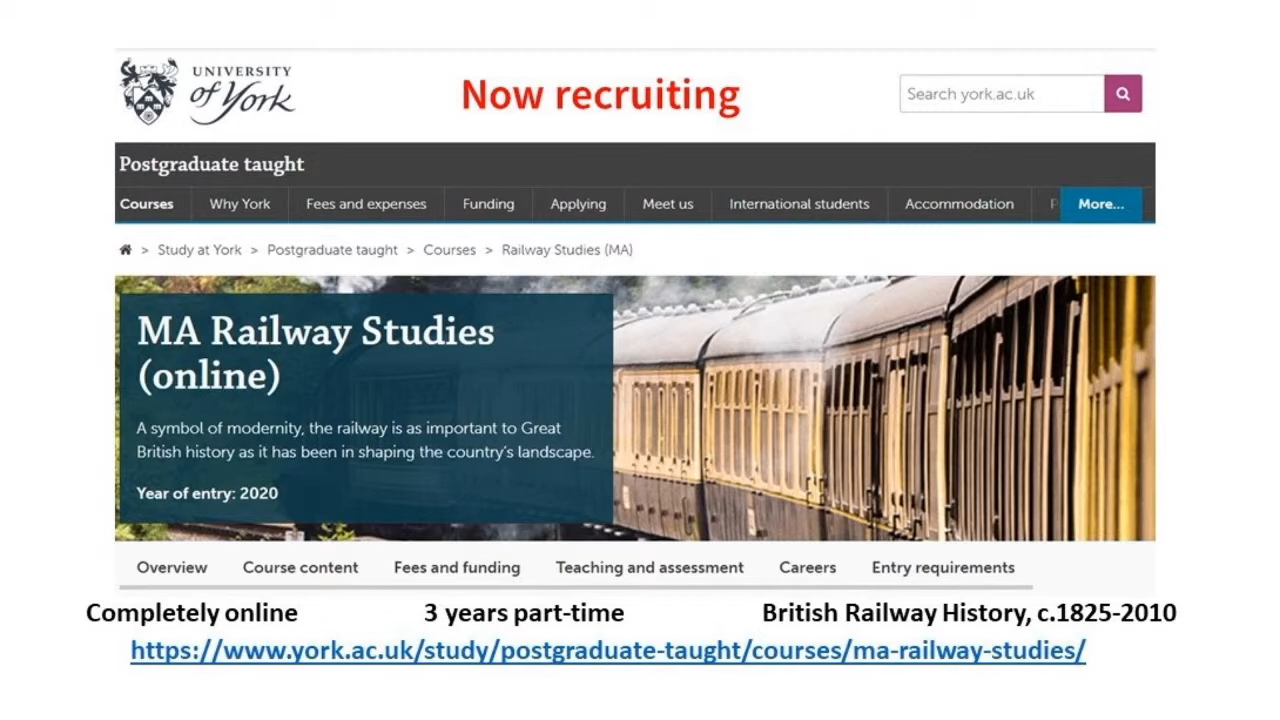 UNIVERSITY
of York
Now recruiting
Search york.ac.uk
Postgraduate taught
Courses Why York Fees and expenses Funding Applying Meet us International students Accommodation P More...
> Study at York > Postgraduate taught > Courses > Railway Studies (MA)
MA Railway Studies
(online)
A symbol of modernity, the railway is as important to Great
British history as it has been in shaping the country's landscape.
Year of entry: 2020
Overview Course content Fees and funding Teaching and assessment Careers Entry requirements
Completely online 3 years part-time British Railway History, c.1825-2010
https://www.york.ac.uk/study/postgraduate-taught/courses/ma-railway-studies/